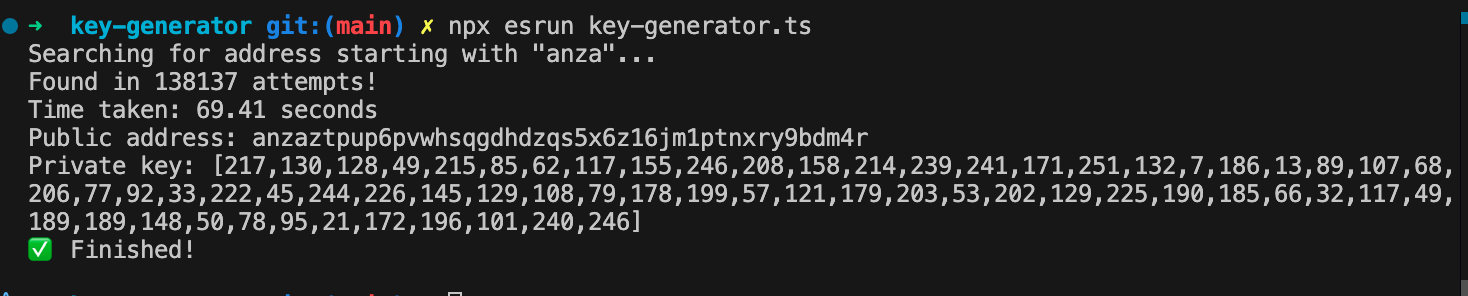 ➜ key-generator git:(main) ✗ npx esrun key-generator.ts
Searching for address starting with "anza"...
Found in 138137 attempts!
Time taken: 69.41 seconds
Public address: anzaztpup6pvwhsqgdhdzqs5x6z16jm1ptnxry9bdm4r
Private key: [217,130,128,49,215,85,62,117,155,246,208,158,214,239,241,171,251,132,7,186,13,89,107,68,
206,77,92,33,222,45,244,226,145,129,108,79,178,199,57,121,179,203,53,202,129,225,190,185,66,32,117,49,
189,189,148,50,78,95,21,172,196,101,240,246]
✅ Finished!